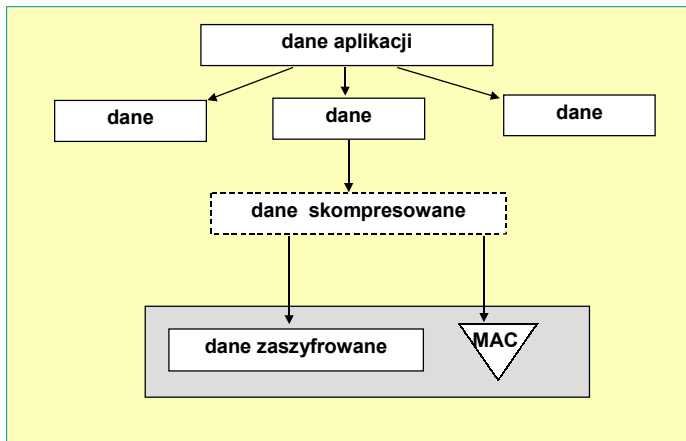 dane aplikacji
dane
dane
dane
dane skompresowane
dane zaszyfrowane
MAC